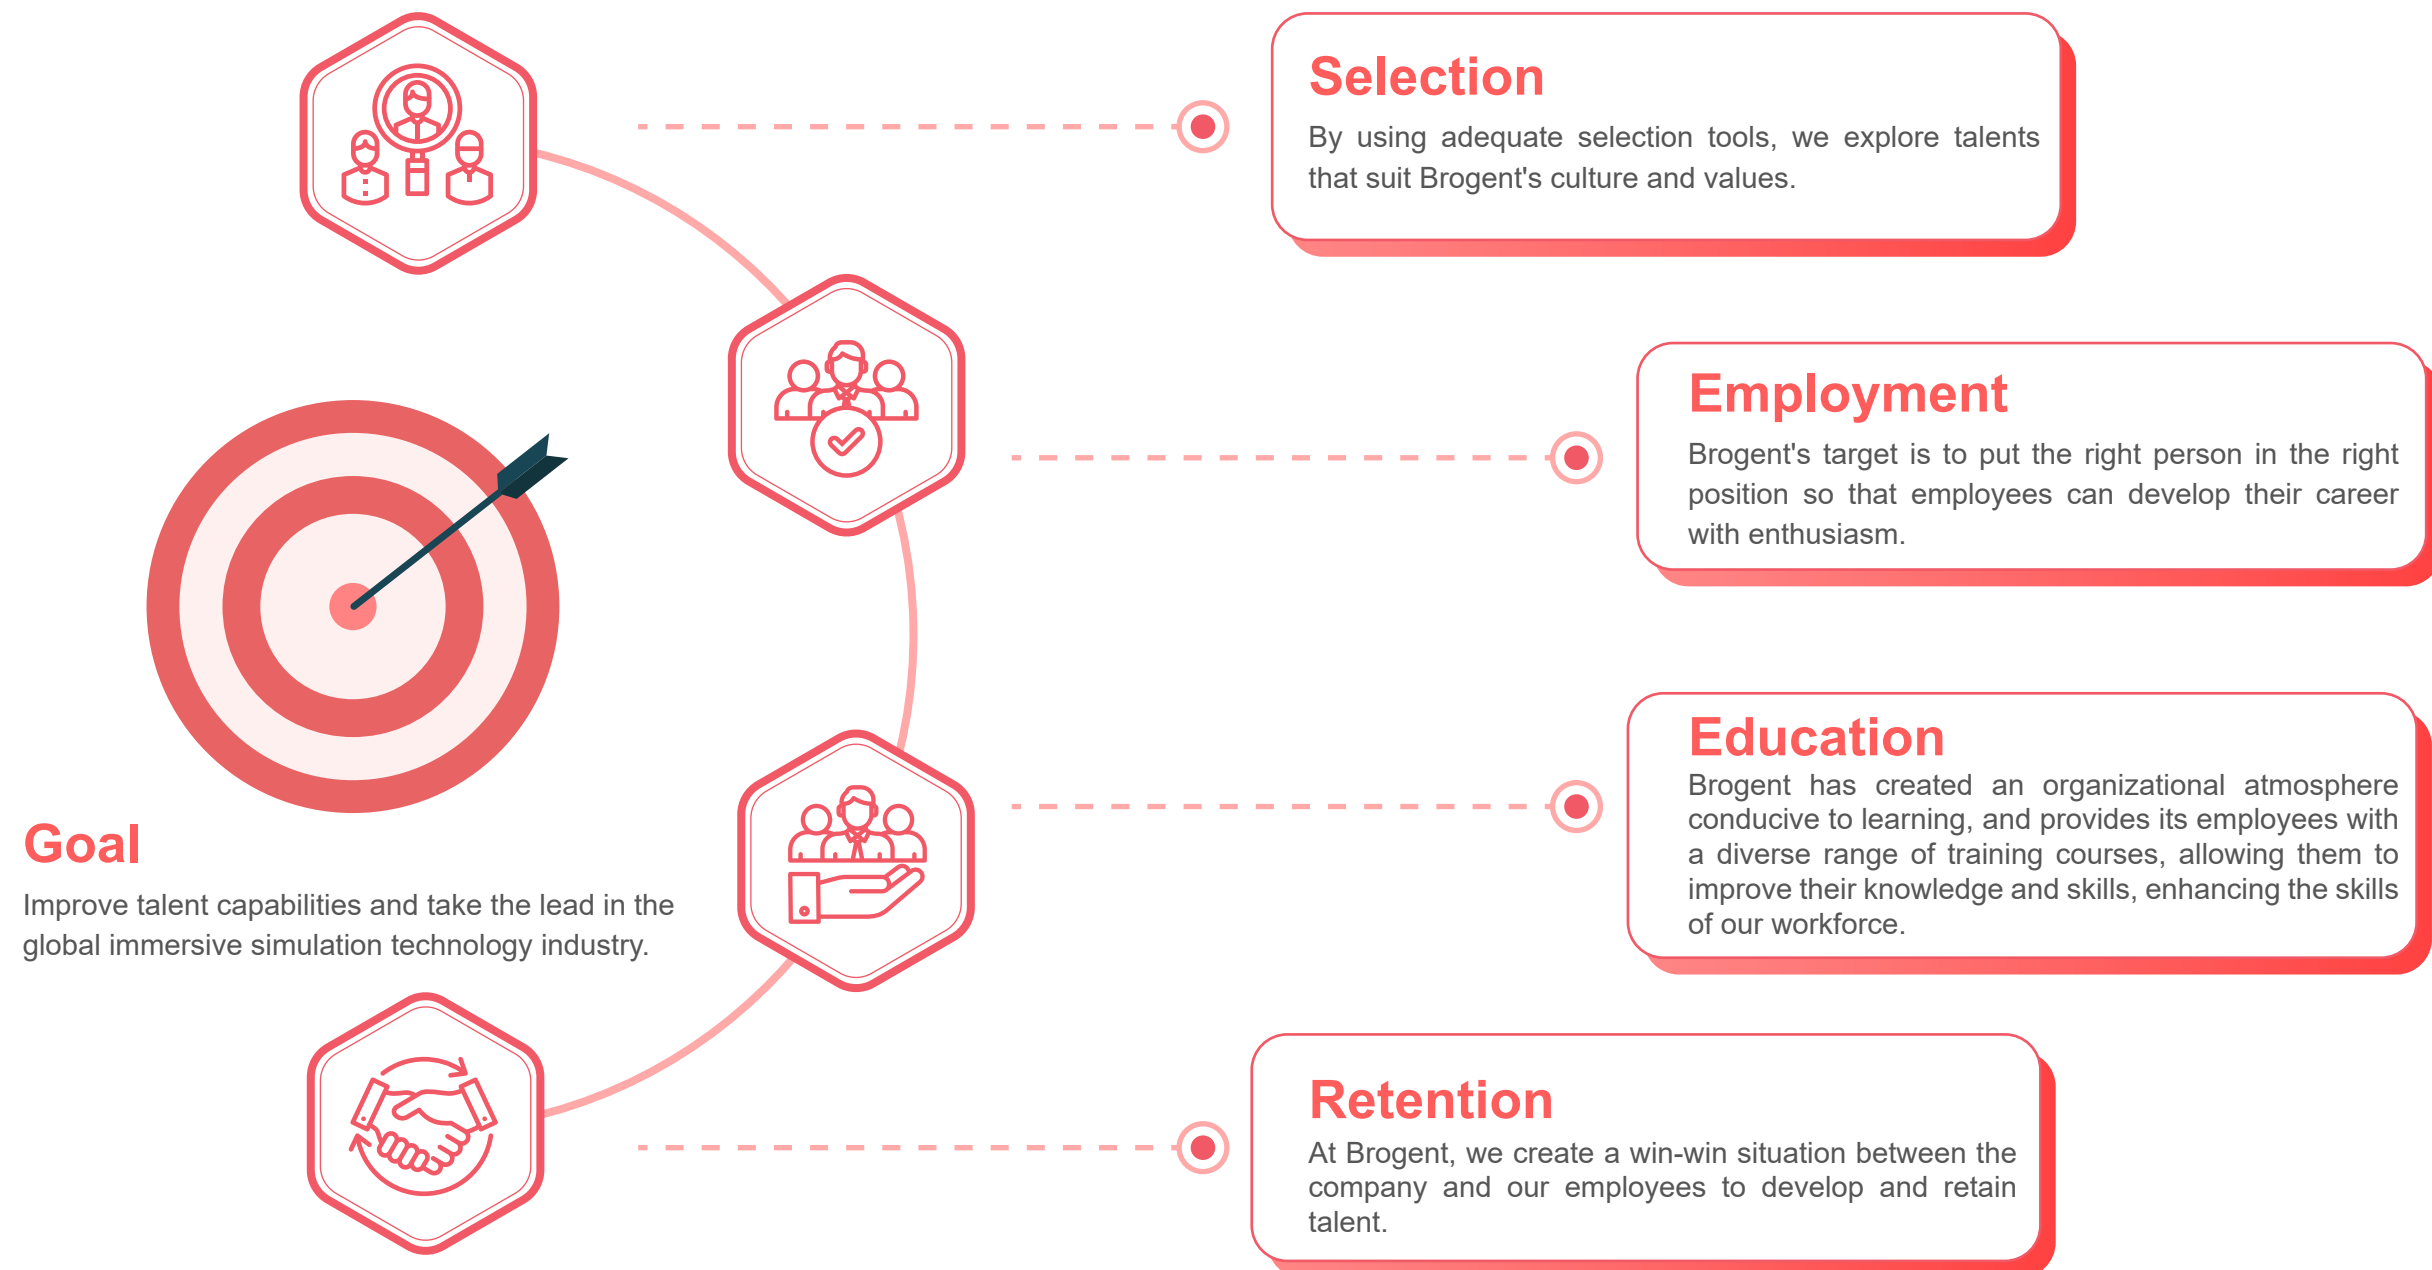 Selection
By using adequate selection tools, we explore talents
that suit Brogent's culture and values.
Employment
Brogent's target is to put the right person in the right
position so that employees can develop their career
with enthusiasm.
Education
Brogent has created an organizational atmosphere
conducive to learning, and provides its employees with
a diverse range of training courses, allowing them to
improve their knowledge and skills, enhancing the skills
of our workforce.
Goal
Improve talent capabilities and take the lead in the
global immersive simulation technology industry.
Retention
At Brogent, we create a win-win situation between the
company and our employees to develop and retain
talent.